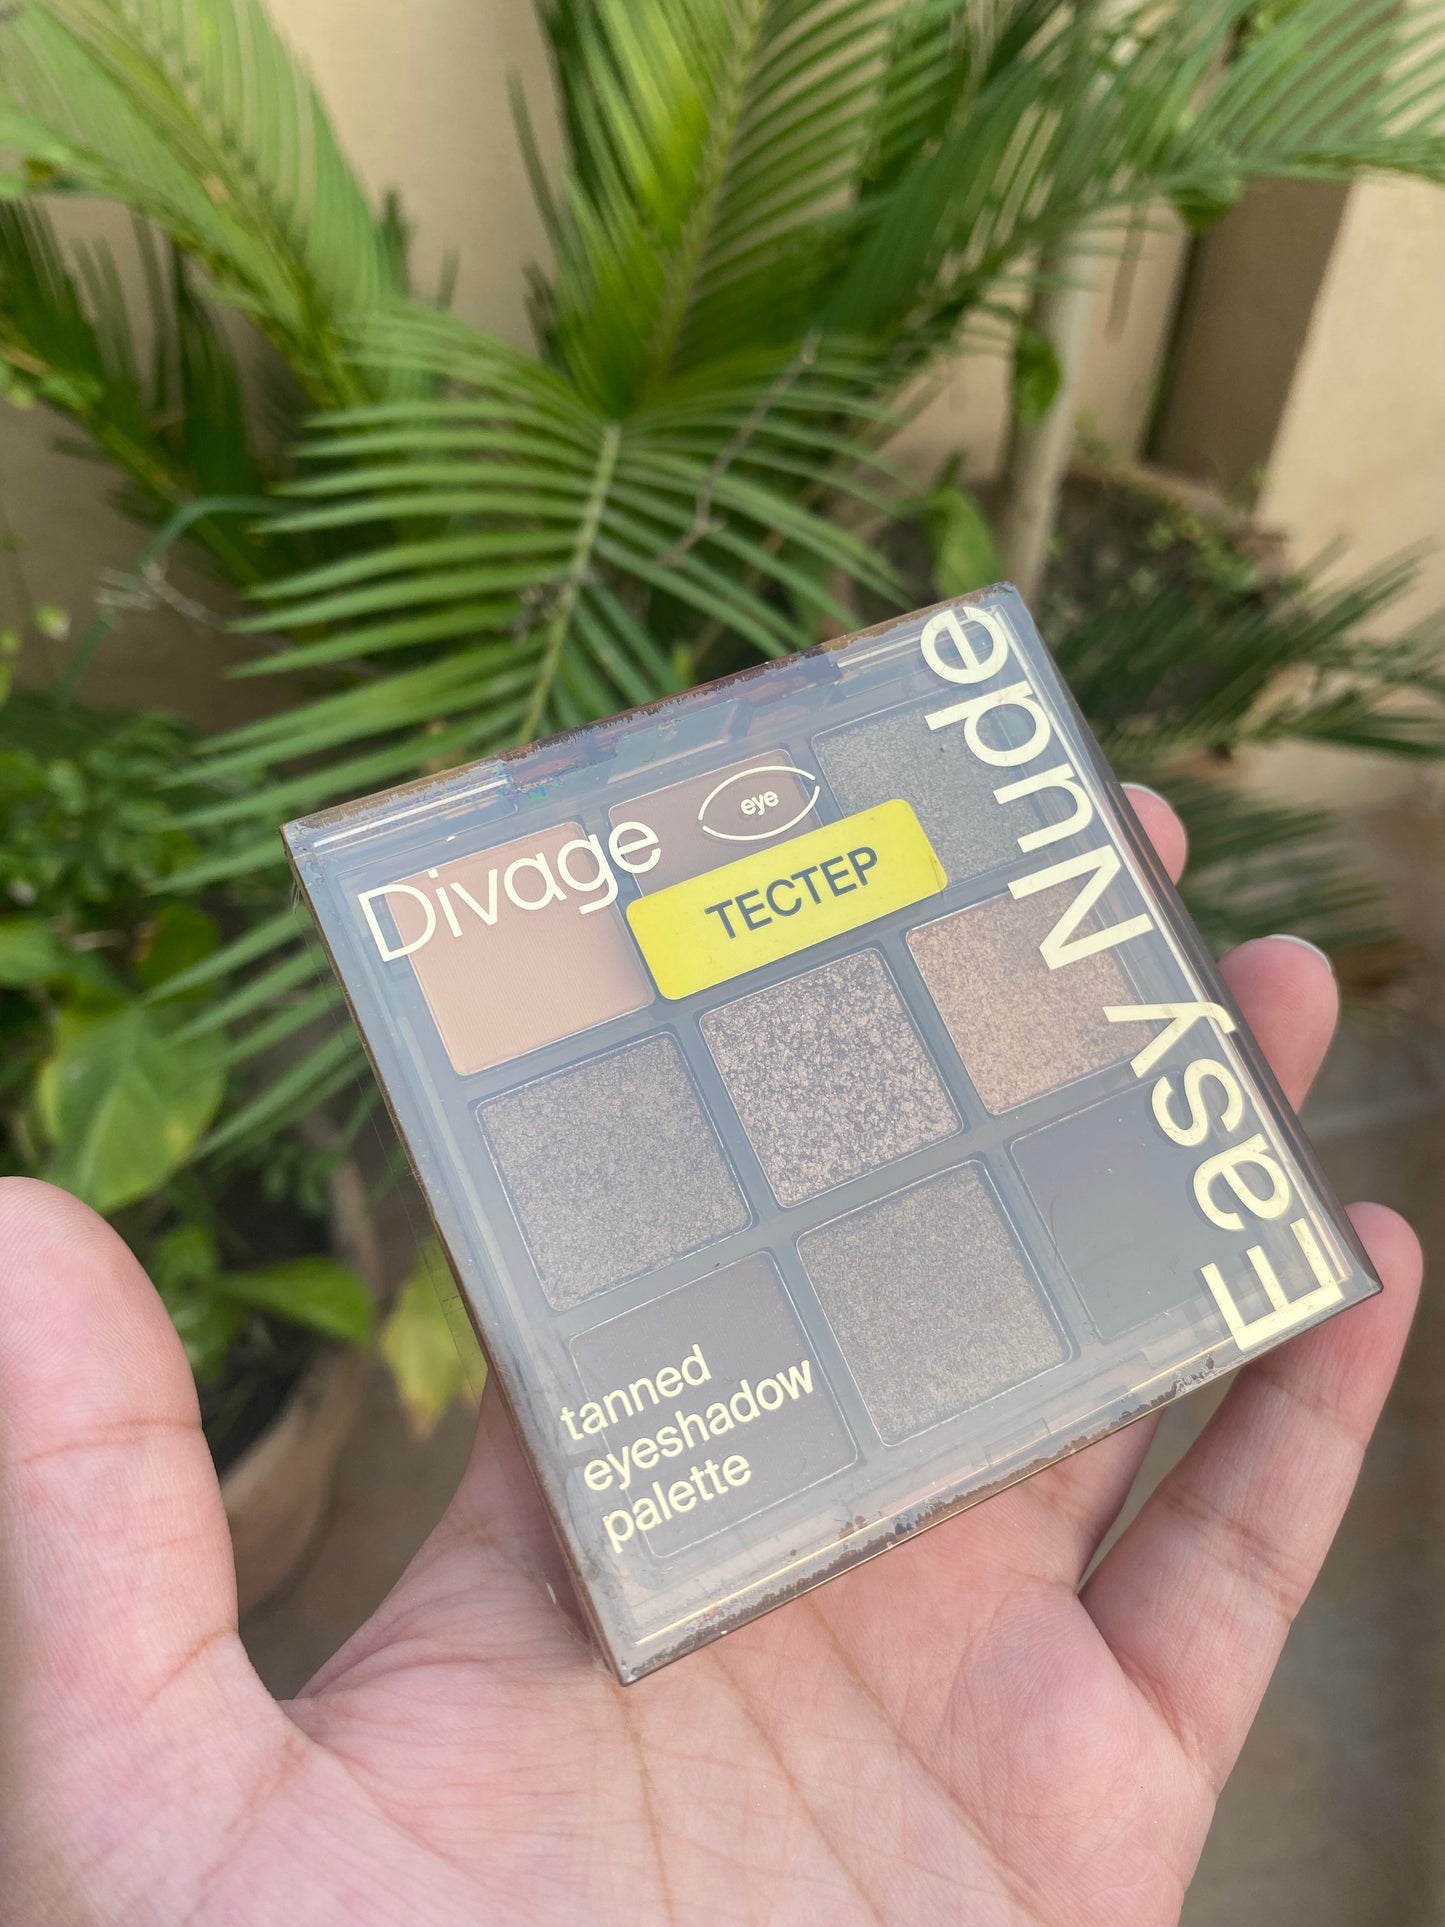 Divage
eye
ТЕСТЕР
Easy Nude
tanned
eyeshadow
palette